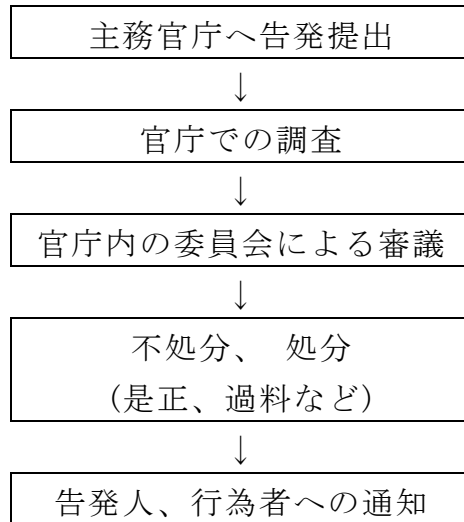 主務官庁へ告発提出
↓
官庁での調査
↓
官庁内の委員会による審議
↓
不処分、 処分
(是正、過料など)
↓
告発人、行為者への通知